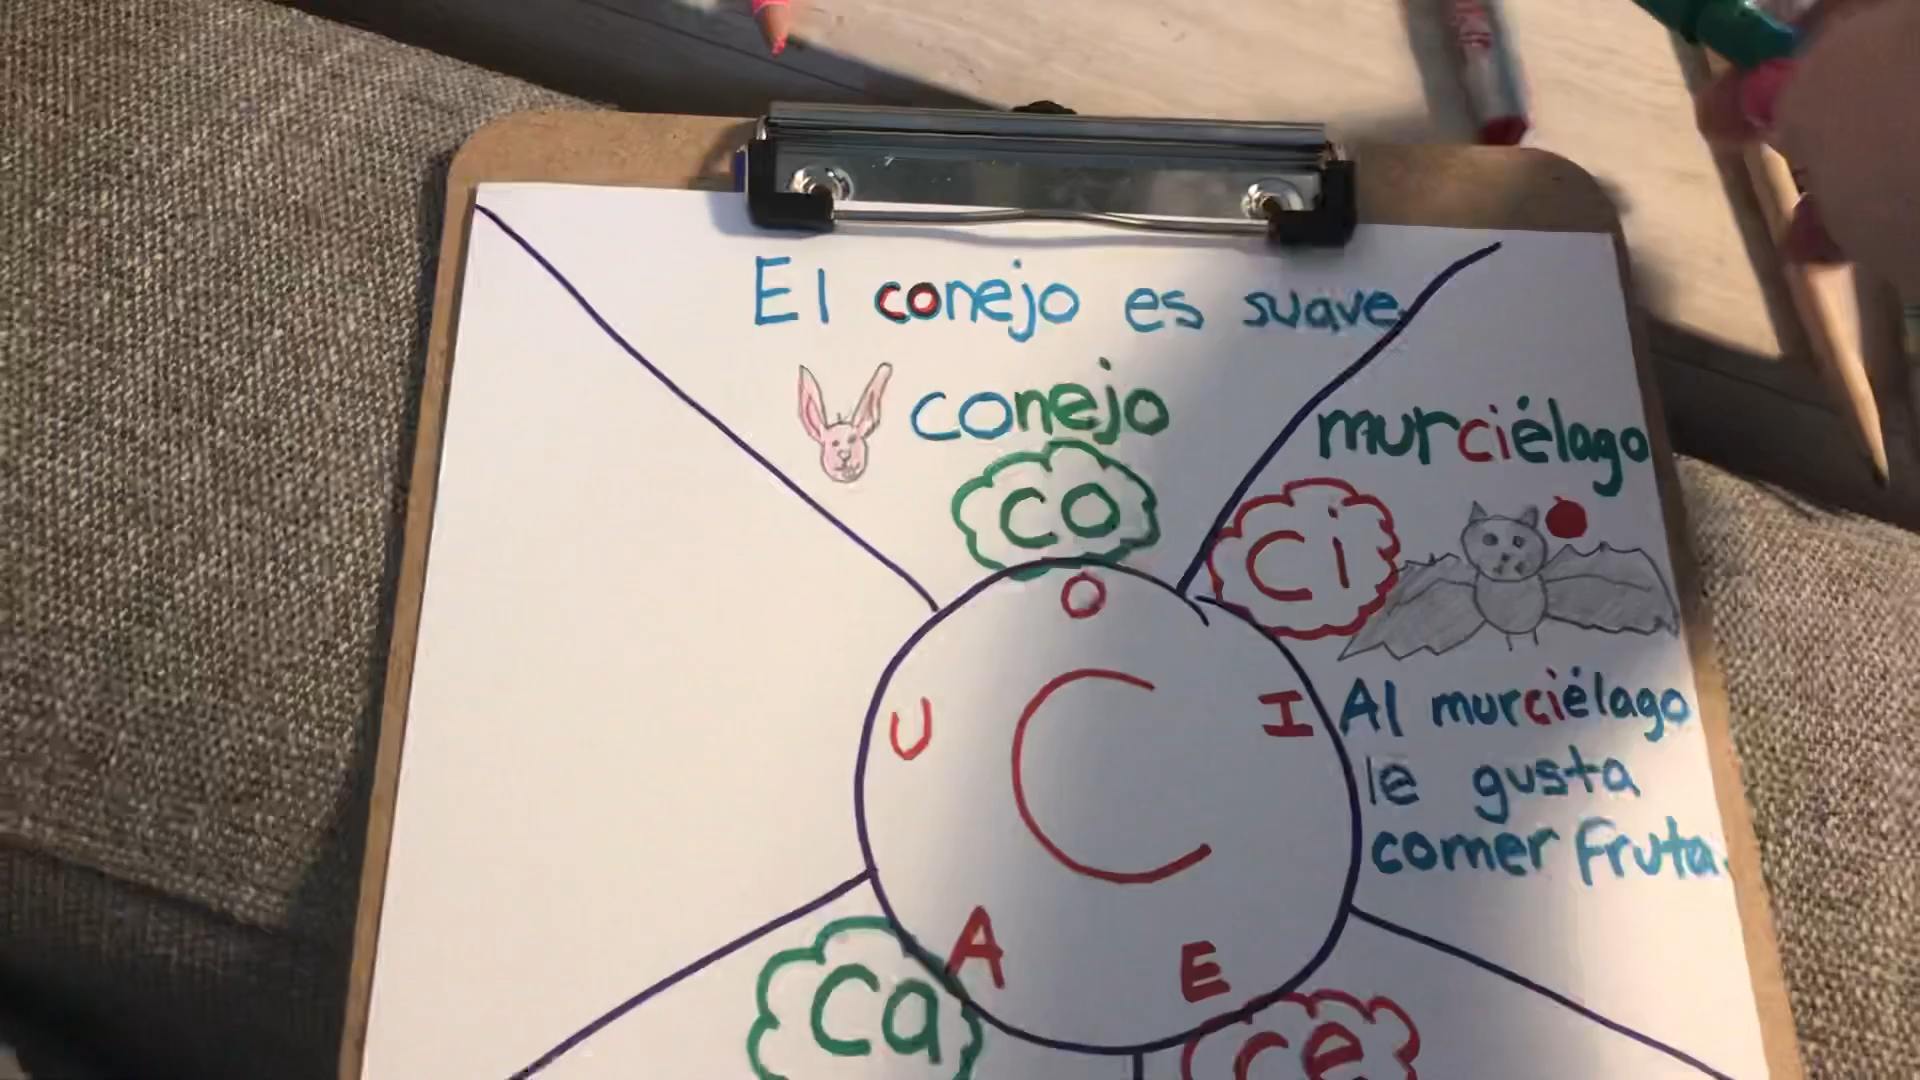 El conejo es suave.
conejo
co
murciélago
ci
O
U
C
I
Al murciélago
le gusta
comer fruta.
A
E
ca
ce